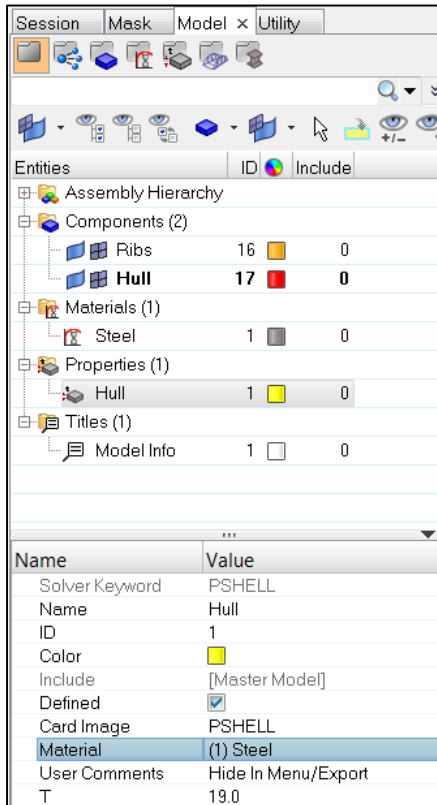 Session Mask Model × Utility
+/-
Entities ID Include
Assembly Hierarchy
Components (2)
Ribs 16 0
Hull 17 0
Materials (1)
Steel 1 0
Properties (1)
Hull 1 0
Titles (1)
Model Info 1 0
Name Value
Solver Keyword PSHELL
Name Hull
ID 1
Color
Include [Master Model]
Defined
Card Image PSHELL
Material (1) Steel
User Comments Hide In Menu/Export
T 19.0